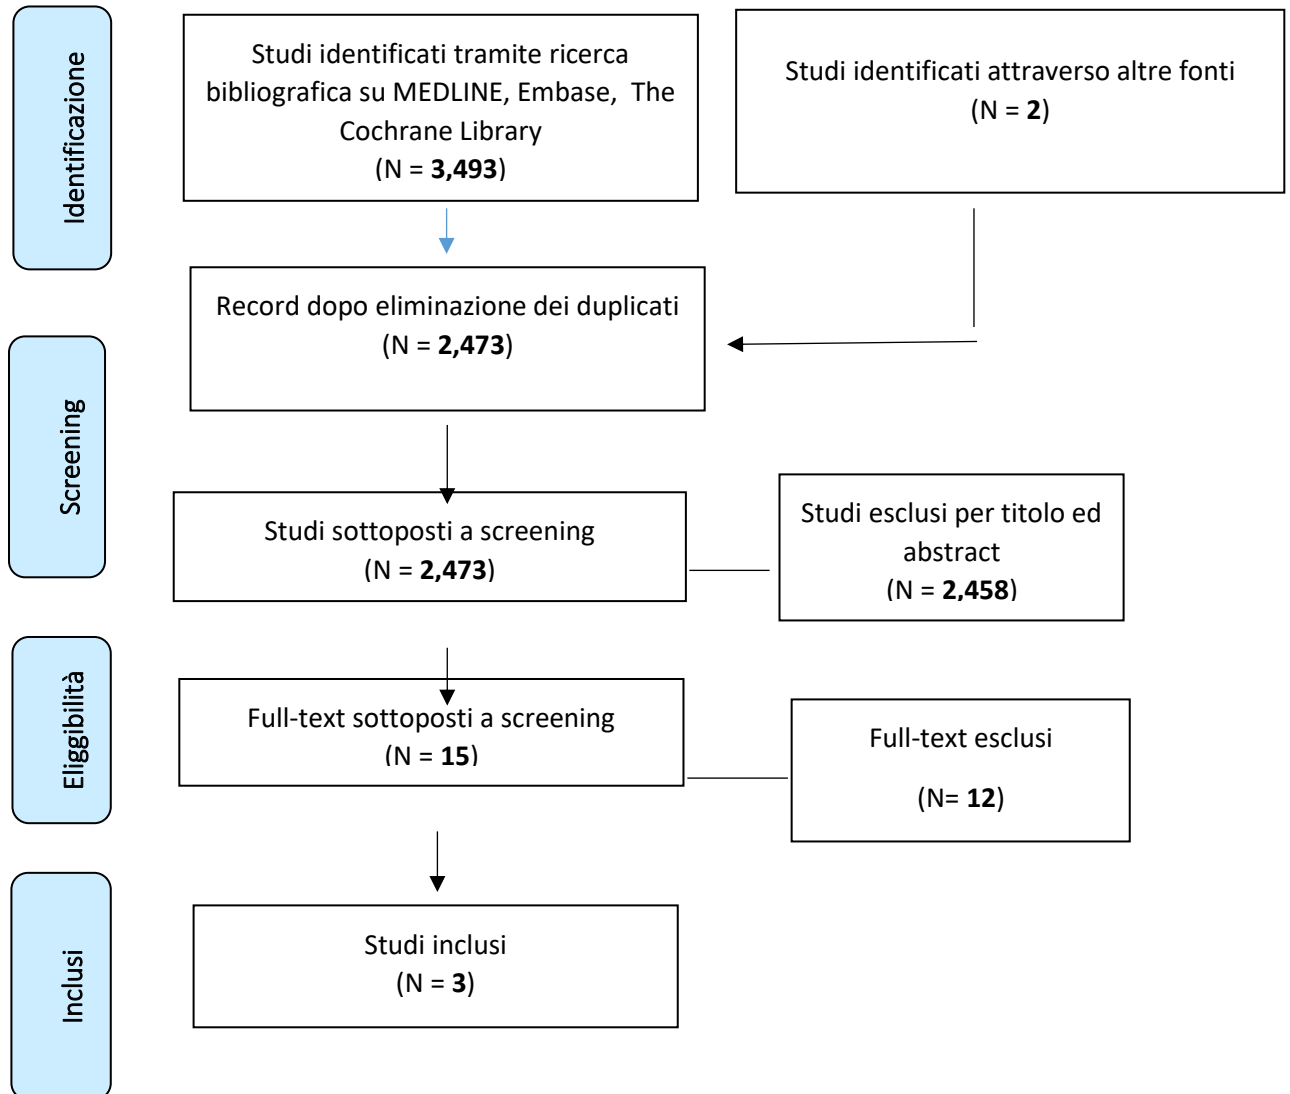 Identificazione
Studi identificati tramite ricerca
bibliografica su MEDLINE, Embase, The
Cochrane Library
(N = 3,493)
Studi identificati attraverso altre fonti
(N = 2)
Record dopo eliminazione dei duplicati
(N = 2,473)
Screening
Studi sottoposti a screening
(N = 2,473)
Studi esclusi per titolo ed
abstract
(N = 2,458)
Eliggibilità
Full-text sottoposti a screening
(N = 15)
Full-text esclusi
(N= 12)
Inclusi
Studi inclusi
(N = 3)